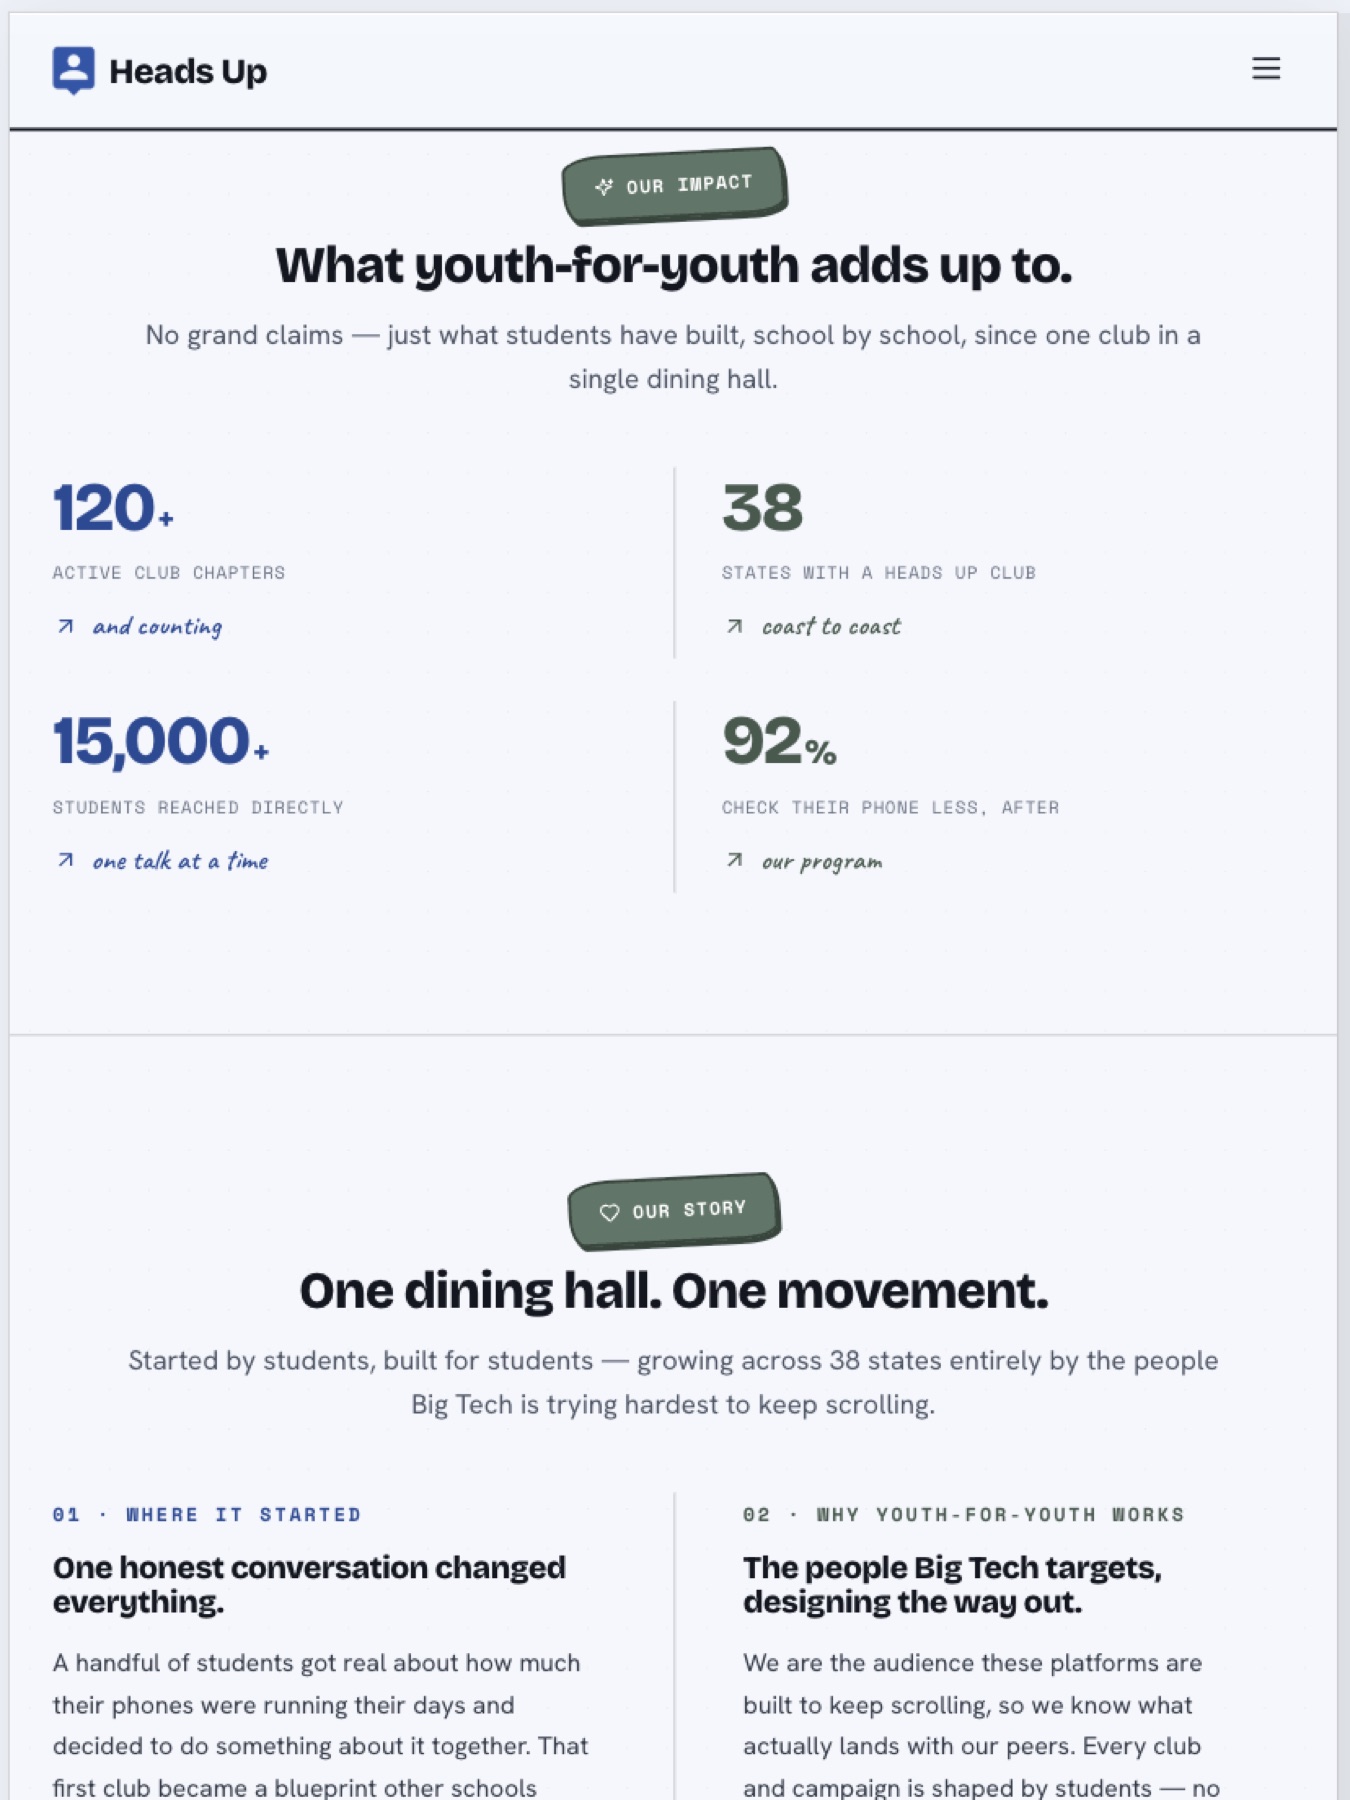 Heads Up
OUR IMPACT
What youth-for-youth adds up to.
No grand claims — just what students have built, school by school, since one club in a
single dining hall.
120+
ACTIVE CLUB CHAPTERS
and counting
38
STATES WITH A HEADS UP CLUB
coast to coast
15,000+
STUDENTS REACHED DIRECTLY
one talk at a time
92%
CHECK THEIR PHONE LESS, AFTER
our program
OUR STORY
One dining hall. One movement.
Started by students, built for students — growing across 38 states entirely by the people
Big Tech is trying hardest to keep scrolling.
01 · WHERE IT STARTED
One honest conversation changed
everything.
A handful of students got real about how much
their phones were running their days and
decided to do something about it together. That
first club became a blueprint other schools
02 · WHY YOUTH-FOR-YOUTH WORKS
The people Big Tech targets,
designing the way out.
We are the audience these platforms are
built to keep scrolling, so we know what
actually lands with our peers. Every club
and campaign is shaped by students — no